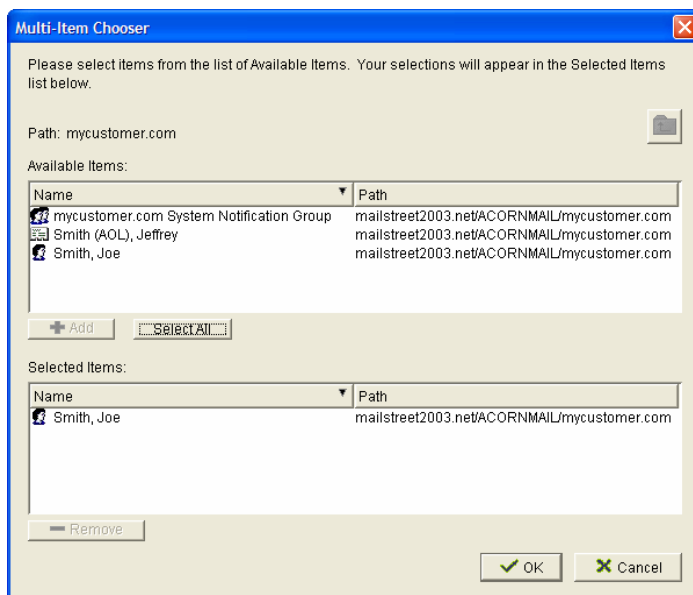 Multi-Item Chooser
Please select items from the list of Available Items. Your selections will appear in the Selected Items
list below.
Path: mycustomer.com
Available Items:
Name Path
mycustomer.com System Notification Group mailstreet2003.net/ACORNMAIL/mycustomer.com
Smith (AOL), Jeffrey mailstreet2003.net/ACORNMAIL/mycustomer.com
Smith, Joe mailstreet2003.net/ACORNMAIL/mycustomer.com
Add Select All
Selected Items:
Name Path
Smith, Joe mailstreet2003.net/ACORNMAIL/mycustomer.com
Remove
OK Cancel